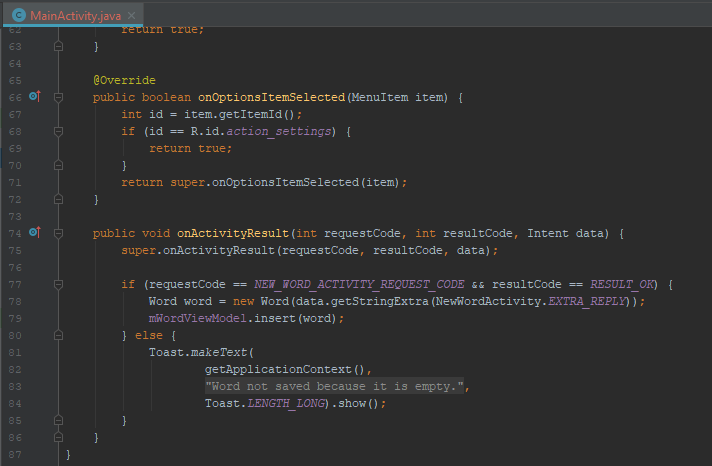 MainActivity.java
62 return true;
63 }
64
65 @Override
66 public boolean onOptionsItemSelected(MenuItem item) {
67 int id = item.getItemId();
68 if (id == R.id.action_settings) {
69 return true;
70 }
71 return super.onOptionsItemSelected(item);
72 }
73
74 public void onActivityResult(int requestCode, int resultCode, Intent data) {
75 super.onActivityResult(requestCode, resultCode, data);
76
77 if (requestCode == NEW_WORD_ACTIVITY_REQUEST_CODE && resultCode == RESULT_OK) {
78 Word word = new Word(data.getStringExtra(NewWordActivity.EXTRA_REPLY));
79 mWordViewModel.insert(word);
80 } else {
81 Toast.makeText(
82 getApplicationContext(),
83 "Word not saved because it is empty.",
84 Toast.LENGTH_LONG).show();
85 }
86 }
87 }